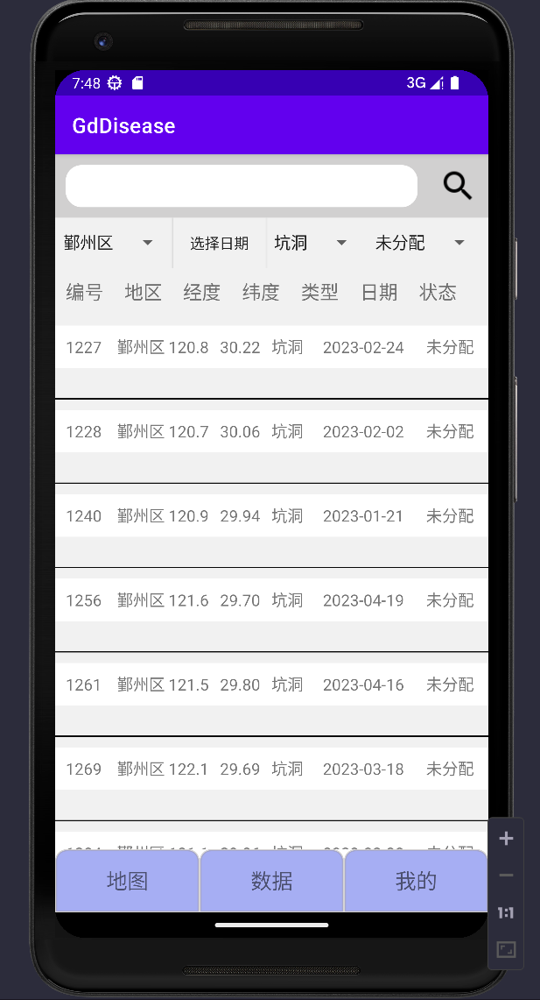 7:48 3G
GdDisease
鄞州区 选择日期 坑洞 未分配
编号 地区 经度 纬度 类型 日期 状态
1227 鄞州区 120.8 30.22 坑洞 2023-02-24 未分配
1228 鄞州区 120.7 30.06 坑洞 2023-02-02 未分配
1240 鄞州区 120.9 29.94 坑洞 2023-01-21 未分配
1256 鄞州区 121.6 29.70 坑洞 2023-04-19 未分配
1261 鄞州区 121.5 29.80 坑洞 2023-04-16 未分配
1269 鄞州区 122.1 29.69 坑洞 2023-03-18 未分配
地图 数据 我的
1:1